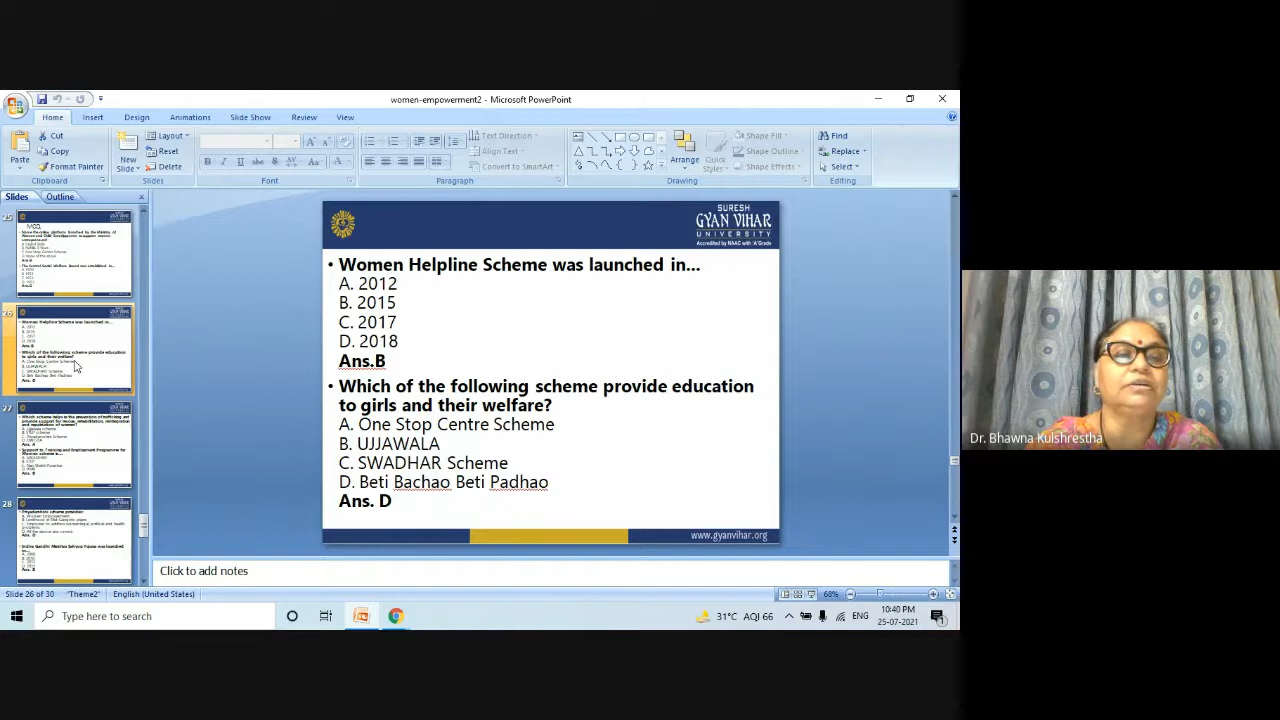 women-empowerment2 - Microsoft PowerPoint
Home Insert Design Animations Slide Show Review View
Cut
Copy
Format Painter
Paste
Clipboard
New Slide
Layout
Reset
Delete
Slides
Font
Paragraph
Text Direction
Align Text
Convert to SmartArt
Arrange
Quick Styles
Shape Fill
Shape Outline
Shape Effects
Drawing
Find
Replace
Select
Editing
Slides Outline
25
26
27
28
SURESH
GYAN VIHAR
UNIVERSITY
Accredited by NAAC with 'A' Grade
• Women Helpline Scheme was launched in...
A. 2012
B. 2015
C. 2017
D. 2018
Ans.B
• Which of the following scheme provide education
to girls and their welfare?
A. One Stop Centre Scheme
B. UJJAWALA
C. SWADHAR Scheme
D. Beti Bachao Beti Padhao
Ans. D
www.gyanvihar.org
Click to add notes
Slide 26 of 30 "Theme2" English (United States) 68%
Type here to search
31°C AQI 66 ENG
10:40 PM
25-07-2021
Dr. Bhawna Kulshrestha